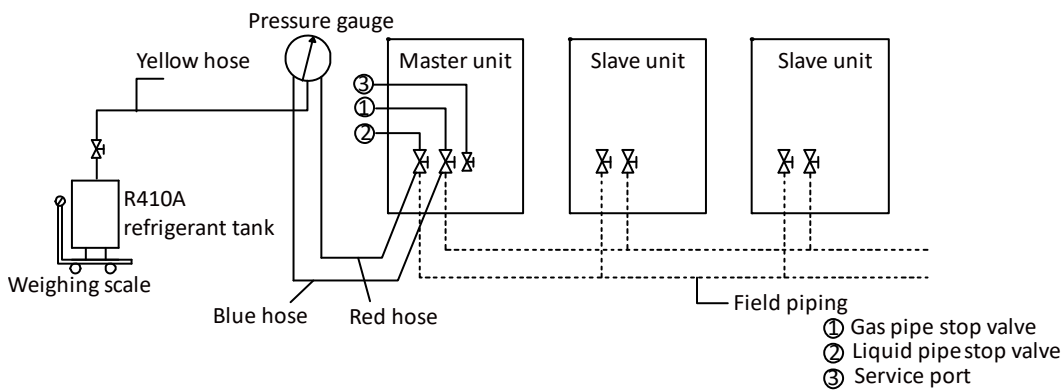 Pressure gauge
Yellow hose
Master unit
Slave unit
Slave unit
③
①
②
R410A
refrigerant tank
Weighing scale
Blue hose
Red hose
Field piping
① Gas pipe stop valve
② Liquid pipe stop valve
③ Service port